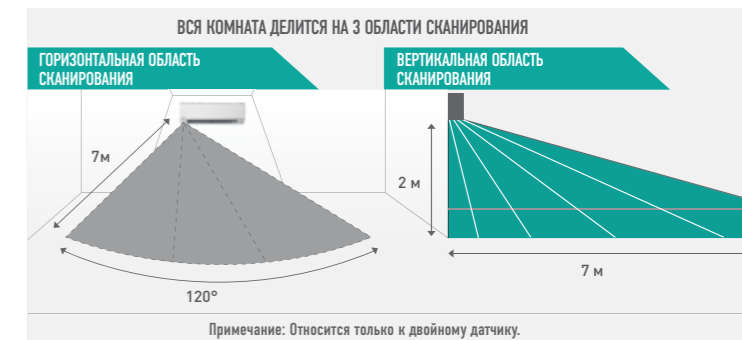 ВСЯ КОМНАТА ДЕЛИТСЯ НА 3 ОБЛАСТИ СКАНИРОВАНИЯ
ГОРИЗОНТАЛЬНАЯ ОБЛАСТЬ
СКАНИРОВАНИЯ
ВЕРТИКАЛЬНАЯ ОБЛАСТЬ
СКАНИРОВАНИЯ
7м
2 м
7 м
120°
Примечание: Относится только к двойному датчику.